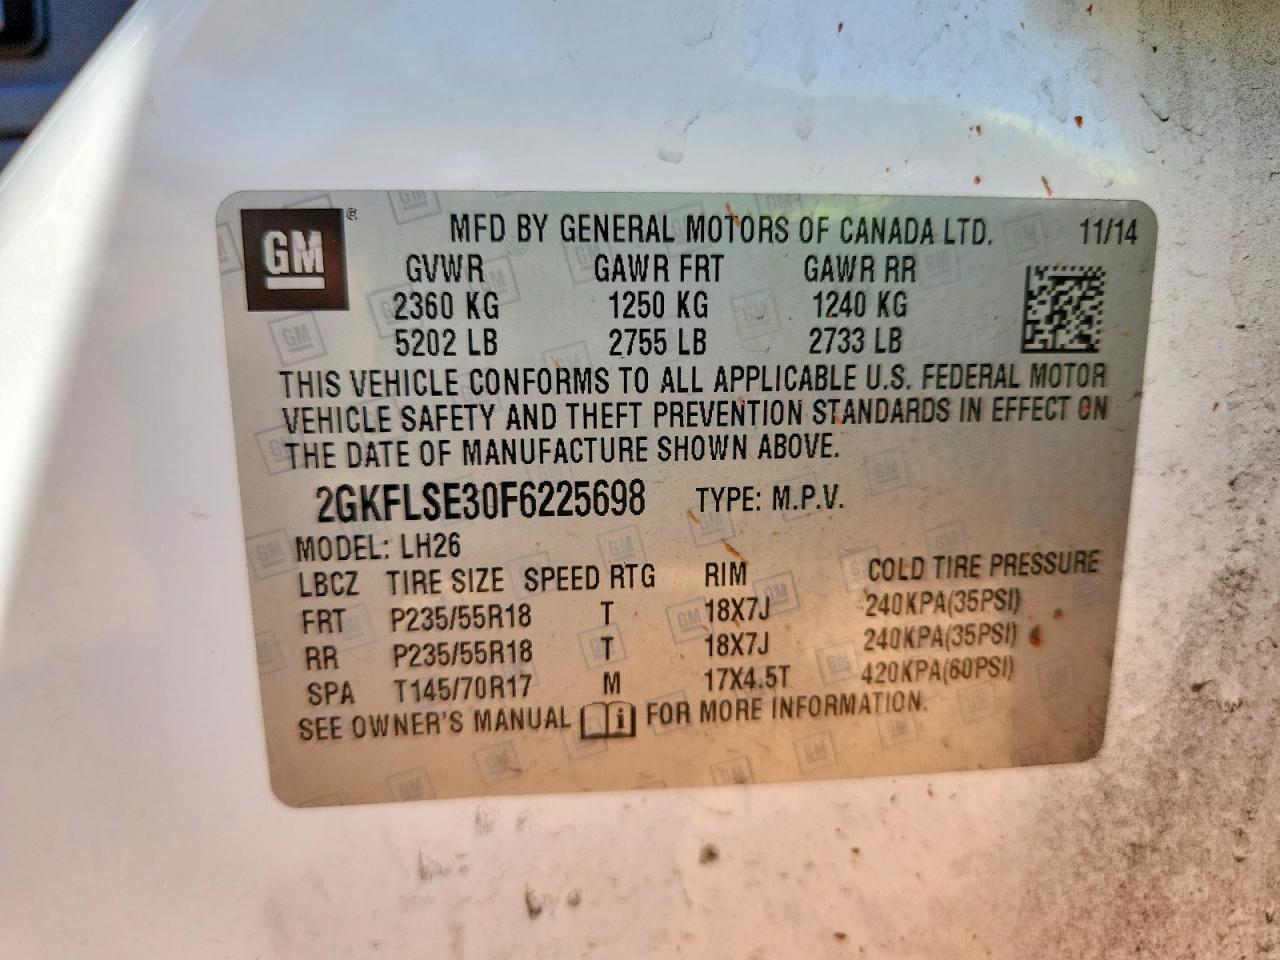 GM ® MFD BY GENERAL MOTORS OF CANADA LTD. 11/14
GVWR GAWR FRT GAWR RR
2360 KG 1250 KG 1240 KG
5202 LB 2755 LB 2733 LB
THIS VEHICLE CONFORMS TO ALL APPLICABLE U.S. FEDERAL MOTOR
VEHICLE SAFETY AND THEFT PREVENTION STANDARDS IN EFFECT ON
THE DATE OF MANUFACTURE SHOWN ABOVE.
2GKFLSE30F6225698 TYPE: M.P.V.
MODEL: LH26
LBCZ TIRE SIZE SPEED RTG RIM COLD TIRE PRESSURE
FRT P235/55R18 T 18X7J 240KPA(35PSI)
RR P235/55R18 T 18X7J 240KPA(35PSI)
SPA T145/70R17 M 17X4.5T 420KPA(60PSI)
SEE OWNER'S MANUAL i FOR MORE INFORMATION.